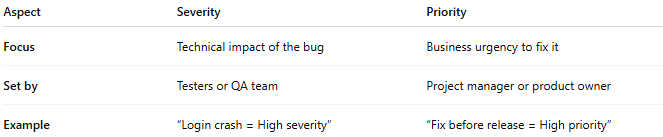 Aspect Severity Priority
Focus Technical impact of the bug Business urgency to fix it
Set by Testers or QA team Project manager or product owner
Example “Login crash = High severity” “Fix before release = High priority”